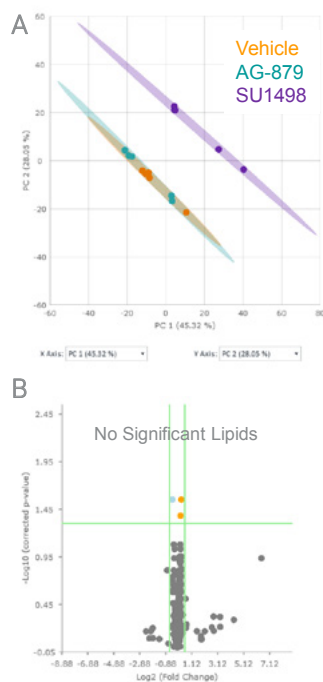 A
60
Vehicle
AG-879
SU1498
40
20
PC 2 (28.05 %)
0
-20
-40
-60
-60 -40 -20 0 20 40 60 80
PC 1 (45.32 %)
X Axis: PC 1 (45.32 %) Y Axis: PC 2 (28.05 %)
B
2.45
No Significant Lipids
1.95
1.45
-Log10 (corrected p-value)
0.95
0.45
-0.05
-8.88 -6.88 -4.88 -2.88 -0.88 1.12 3.12 5.12 7.12
Log2 (Fold Change)